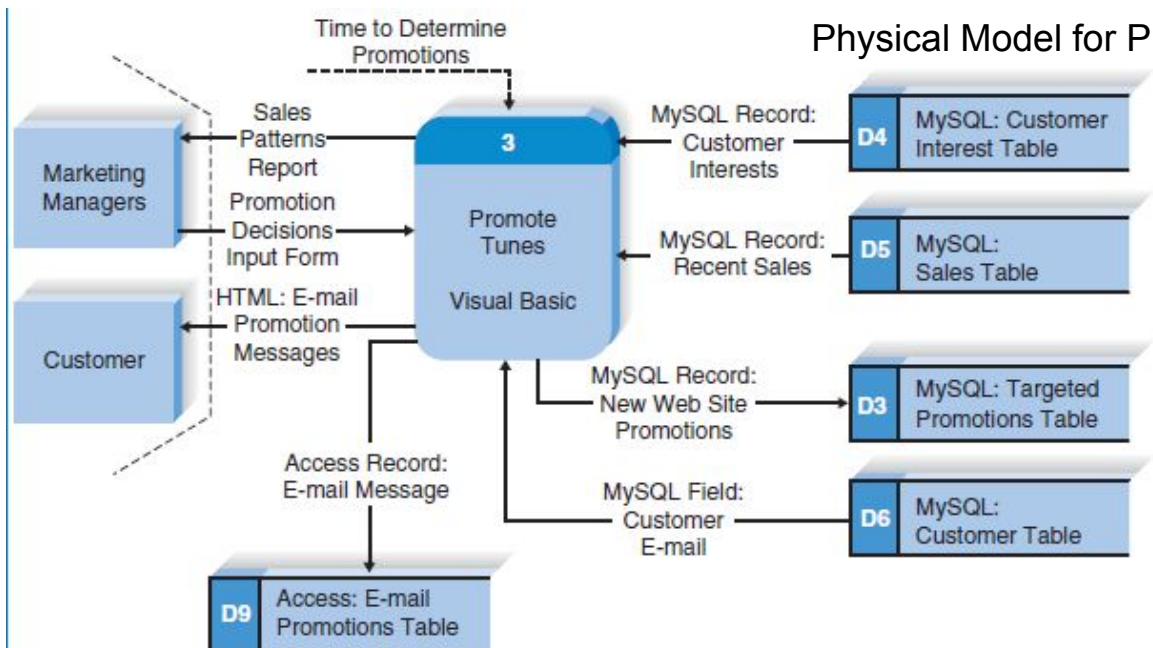 Physical Model for P
Time to Determine
Promotions
Marketing
Managers
Sales
Patterns
Report
Promotion
Decisions
Input Form
Customer
HTML: E-mail
Promotion
Messages
3
Promote
Tunes
Visual Basic
MySQL Record:
Customer
Interests
D4
MySQL: Customer
Interest Table
MySQL Record:
Recent Sales
D5
MySQL:
Sales Table
MySQL Record:
New Web Site
Promotions
D3
MySQL: Targeted
Promotions Table
MySQL Field:
Customer
E-mail
D6
MySQL:
Customer Table
Access Record:
E-mail Message
D9
Access: E-mail
Promotions Table